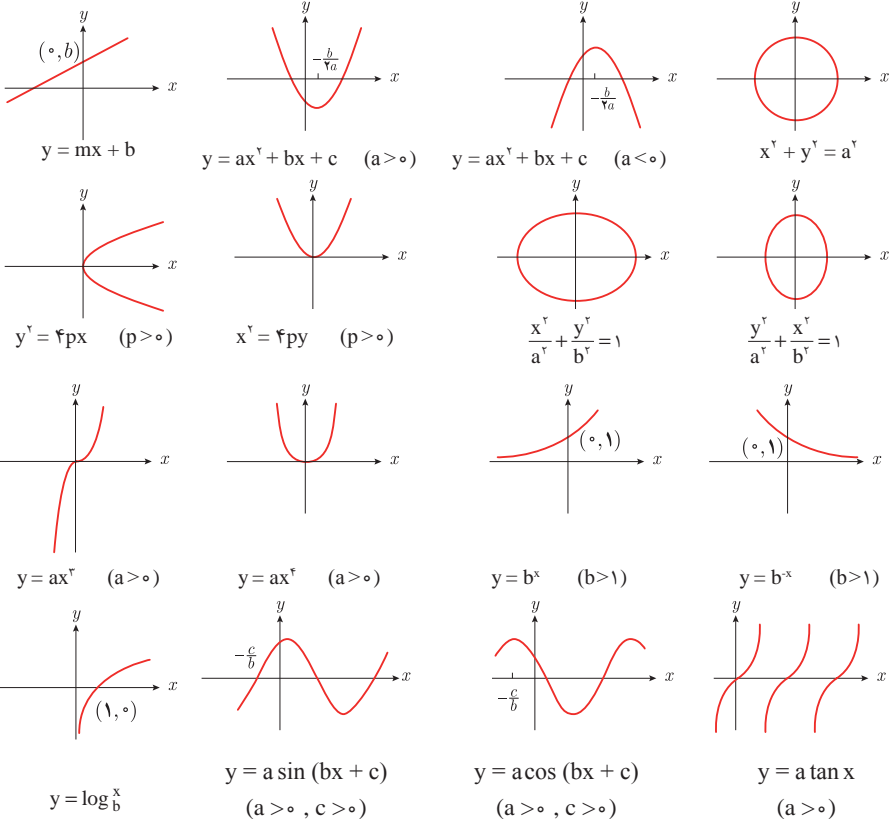 y y y y
(۰,b) x -b/۲a x -b/۲a x x
y = mx + b
y = ax۲ + bx + c (a>۰)
y = ax۲ + bx + c (a<۰)
x۲ + y۲ = a۲
y y y y
x x x x
y۲ = ۴px (p>۰)
x۲ = ۴py (p>۰)
x۲/a۲ + y۲/b۲ = ۱
y۲/a۲ + x۲/b۲ = ۱
y y y y
x x (۰,۱) x (۰,۱) x
y = ax۳ (a>۰)
y = ax۴ (a>۰)
y = bx (b>۱)
y = b-x (b>۱)
y y y y
x (۱,۰) -c/b x -c/b x x
y = log x b
y = a sin (bx + c)
(a >۰ , c >۰)
y = a cos (bx + c)
(a >۰ , c >۰)
y = a tan x
(a >۰)